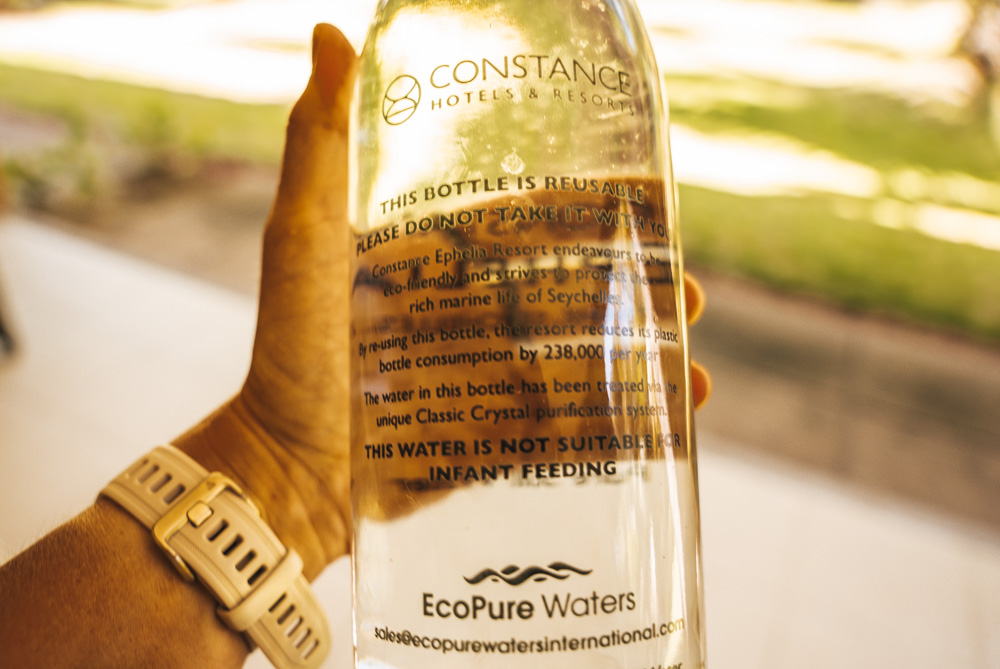 CONSTANCE
HOTELS & RESORTS
THIS BOTTLE IS REUSABLE
PLEASE DO NOT TAKE IT WITH YOU
Constance Ephelia Resort endeavours to be
eco-friendly and strives to protect the
rich marine life of Seychelles.
By re-using this bottle, the resort reduces its plastic
bottle consumption by 238,000 per year
The water in this bottle has been treated via the
unique Classic Crystal purification system.
THIS WATER IS NOT SUITABLE FOR
INFANT FEEDING
EcoPure Waters
sales@ecopurewatersinternational.com